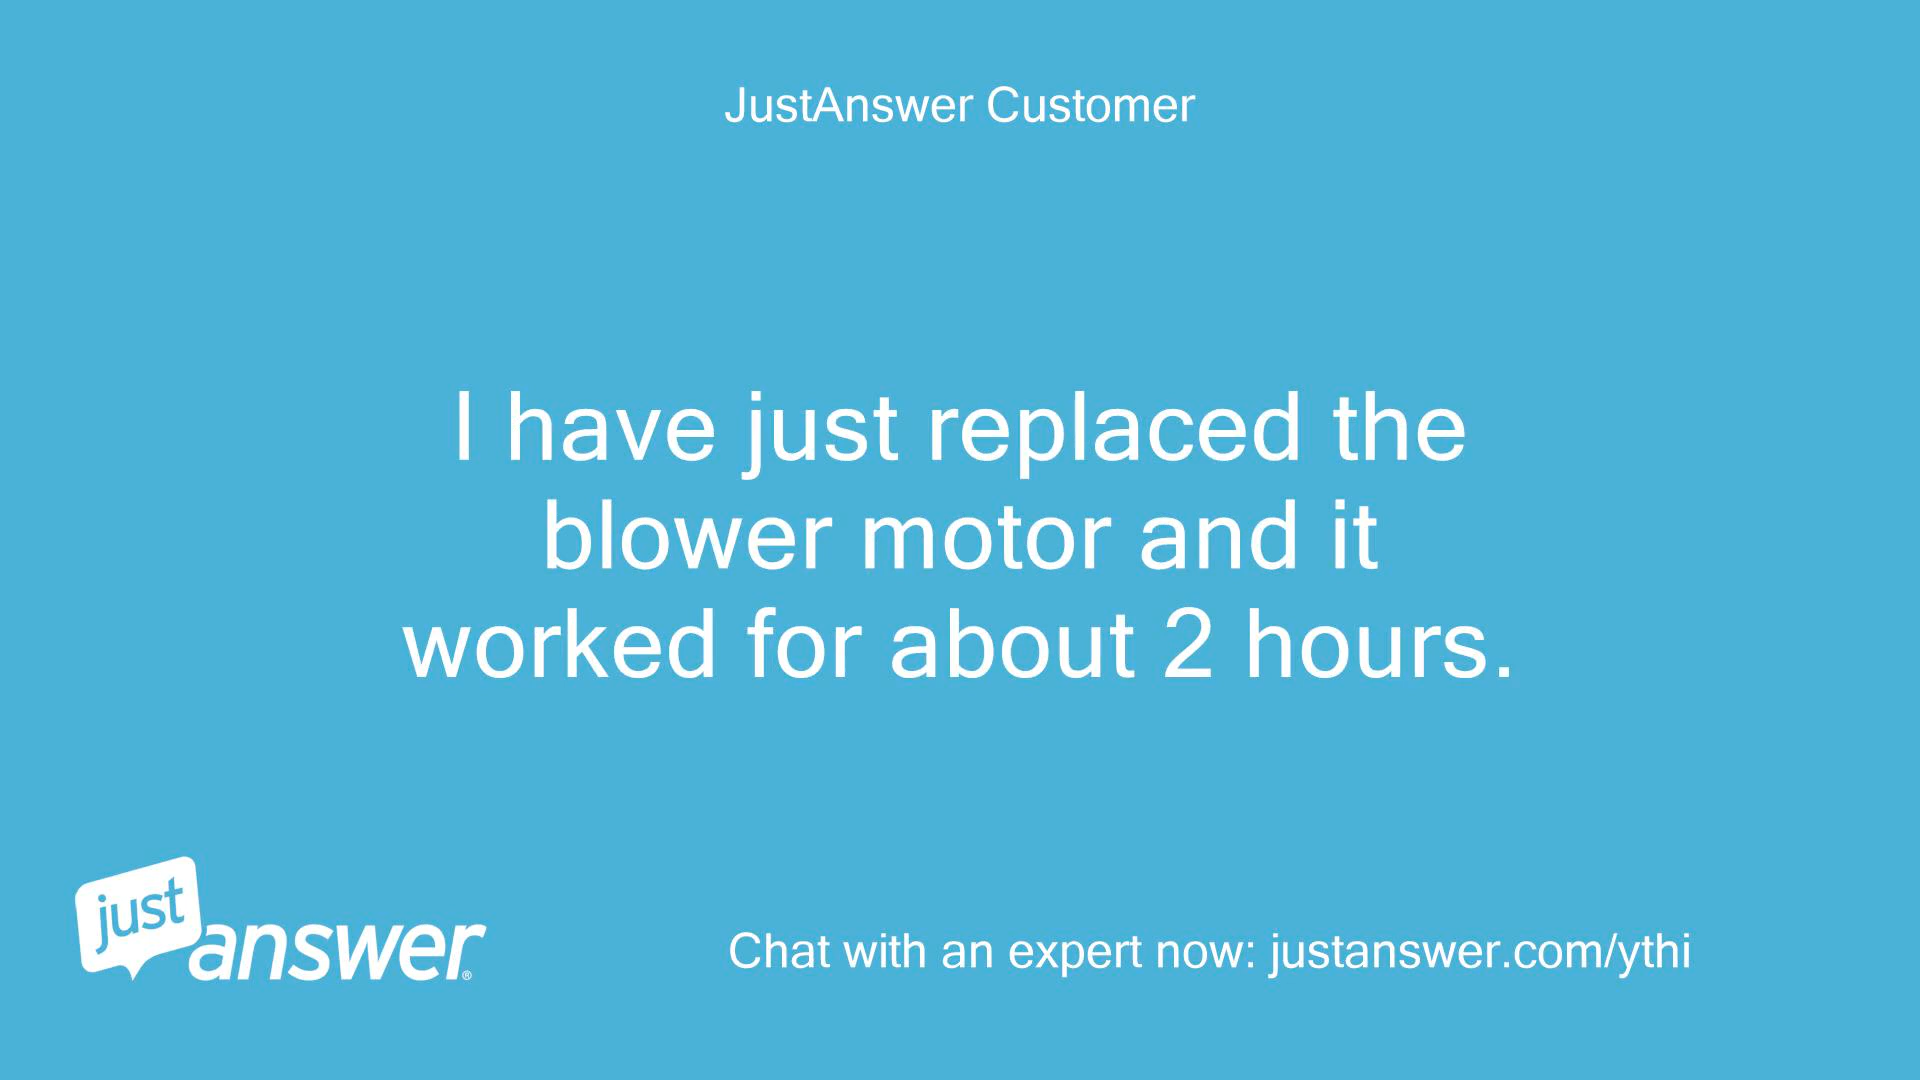 JustAnswer Customer
I have just replaced the
blower motor and it
worked for about 2 hours.
just
answer®
Chat with an expert now: justanswer.com/ythi